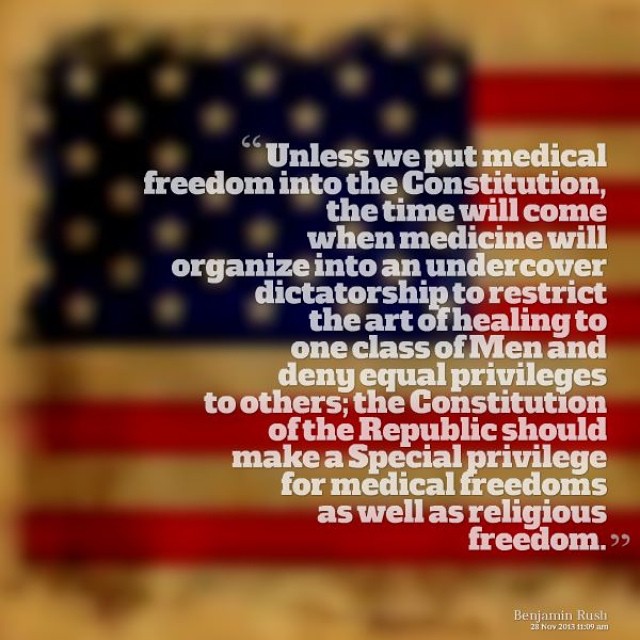 “ Unless we put medical
freedom into the Constitution,
the time will come
when medicine will
organize into an undercover
dictatorship to restrict
the art of healing to
one class of Men and
deny equal privileges
to others; the Constitution
of the Republic should
make a Special privilege
for medical freedoms
as well as religious
freedom. ”
Benjamin Rush
28 Nov 2013 11:09 am